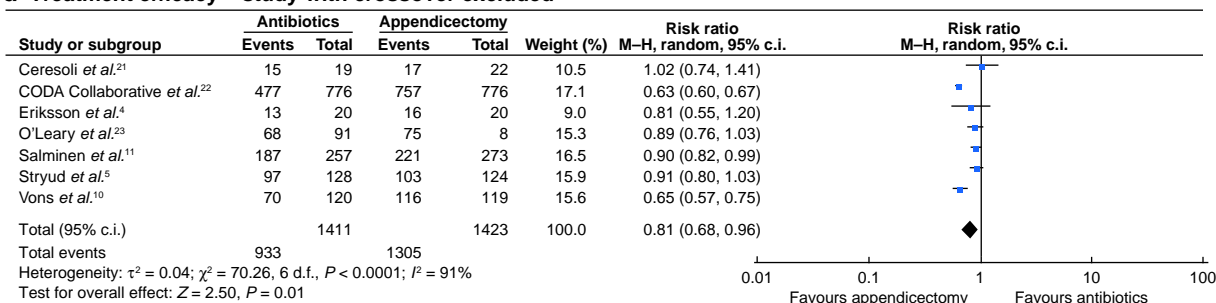 a Treatment efficacy – study with crossover excluded
Antibiotics Appendicectomy Risk ratio Risk ratio
Study or subgroup Events Total Events Total Weight (%) M–H, random, 95% c.i. M–H, random, 95% c.i.
Ceresoli et al.²¹ 15 19 17 22 10.5 1.02 (0.74, 1.41)
CODA Collaborative et al.²² 477 776 757 776 17.1 0.63 (0.60, 0.67)
Eriksson et al.⁴ 13 20 16 20 9.0 0.81 (0.55, 1.20)
O'Leary et al.²³ 68 91 75 8 15.3 0.89 (0.76, 1.03)
Salminen et al.¹¹ 187 257 221 273 16.5 0.90 (0.82, 0.99)
Stryud et al.⁵ 97 128 103 124 15.9 0.91 (0.80, 1.03)
Vons et al.¹⁰ 70 120 116 119 15.6 0.65 (0.57, 0.75)
Total (95% c.i.) 1411 1423 100.0 0.81 (0.68, 0.96)
Total events 933 1305
Heterogeneity: τ² = 0.04; χ² = 70.26, 6 d.f., P < 0.0001; I² = 91%
Test for overall effect: Z = 2.50, P = 0.01
0.01 0.1 1 10 100
Favours appendicectomy Favours antibiotics